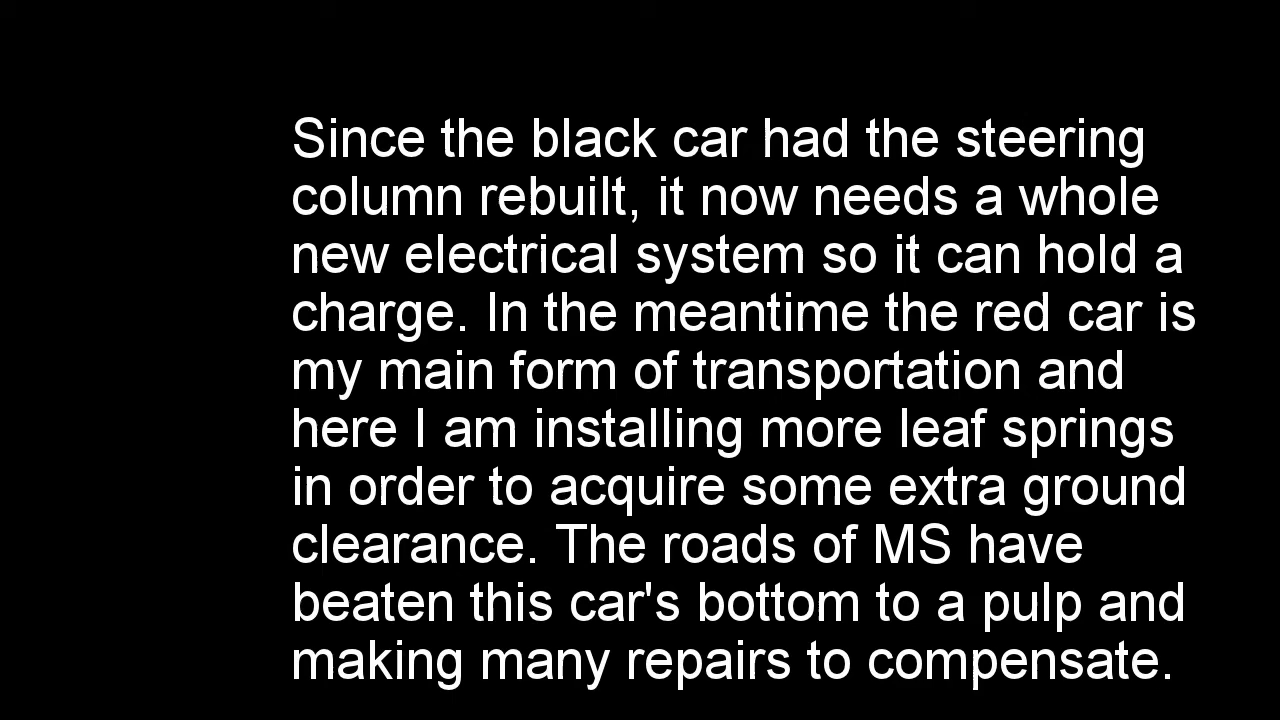 Since the black car had the steering
column rebuilt, it now needs a whole
new electrical system so it can hold a
charge. In the meantime the red car is
my main form of transportation and
here I am installing more leaf springs
in order to acquire some extra ground
clearance. The roads of MS have
beaten this car's bottom to a pulp and
making many repairs to compensate.